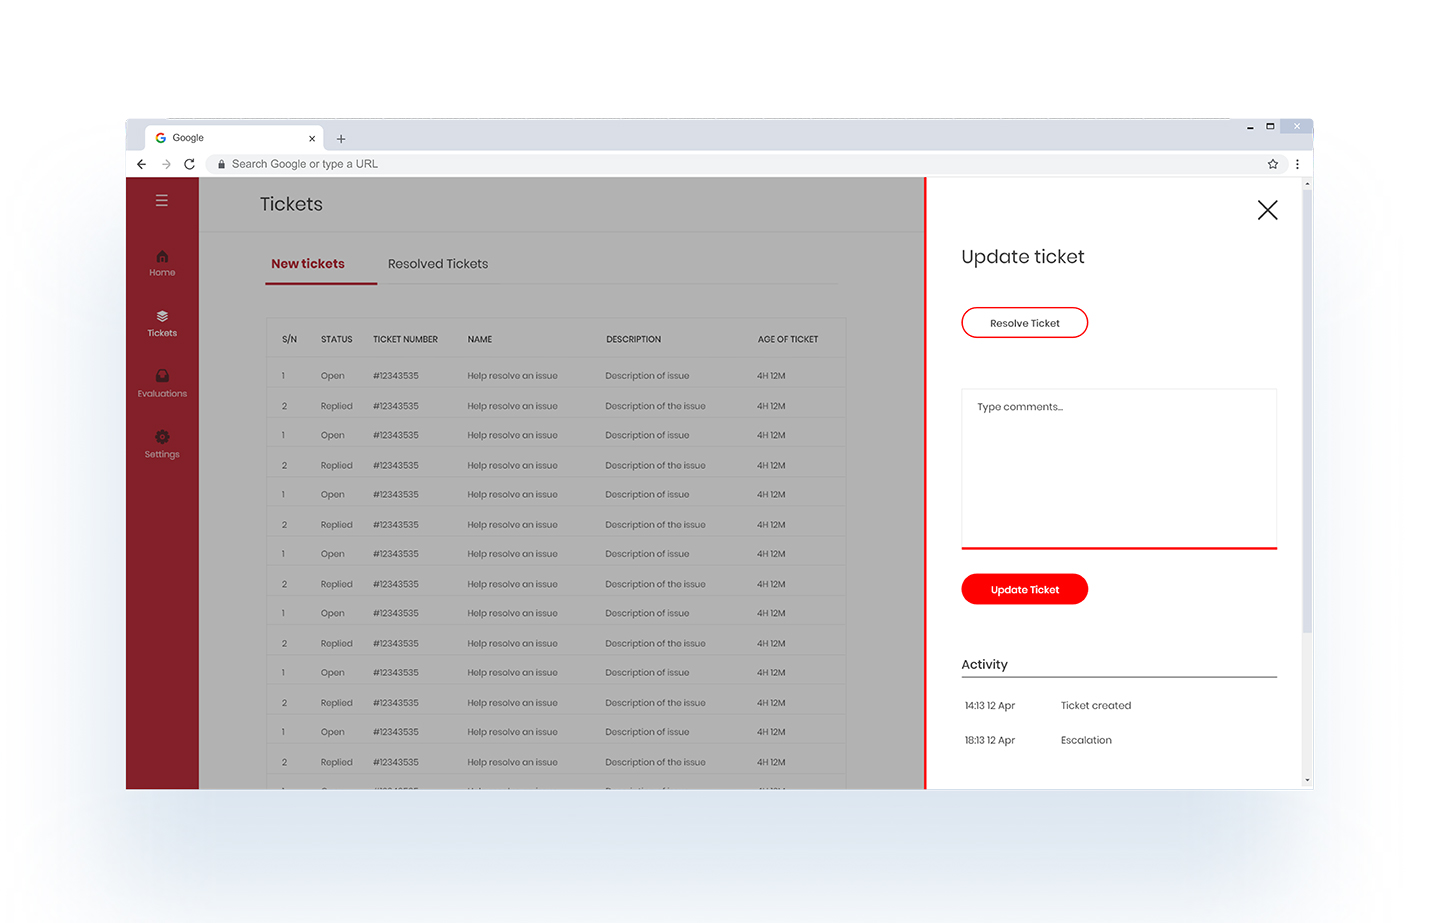 Google
Search Google or type a URL
Tickets
Home
Tickets
Evaluations
Settings
New tickets Resolved Tickets
S/N STATUS TICKET NUMBER NAME DESCRIPTION AGE OF TICKET
1 Open #12343535 Help resolve an issue Description of issue 4H 12M
2 Replied #12343535 Help resolve an issue Description of the issue 4H 12M
1 Open #12343535 Help resolve an issue Description of issue 4H 12M
2 Replied #12343535 Help resolve an issue Description of the issue 4H 12M
1 Open #12343535 Help resolve an issue Description of issue 4H 12M
2 Replied #12343535 Help resolve an issue Description of the issue 4H 12M
1 Open #12343535 Help resolve an issue Description of issue 4H 12M
2 Replied #12343535 Help resolve an issue Description of the issue 4H 12M
1 Open #12343535 Help resolve an issue Description of issue 4H 12M
2 Replied #12343535 Help resolve an issue Description of the issue 4H 12M
1 Open #12343535 Help resolve an issue Description of issue 4H 12M
2 Replied #12343535 Help resolve an issue Description of the issue 4H 12M
1 Open #12343535 Help resolve an issue Description of issue 4H 12M
2 Replied #12343535 Help resolve an issue Description of the issue 4H 12M
Update ticket
Resolve Ticket
Type comments...
Update Ticket
Activity
14:13 12 Apr Ticket created
18:13 12 Apr Escalation